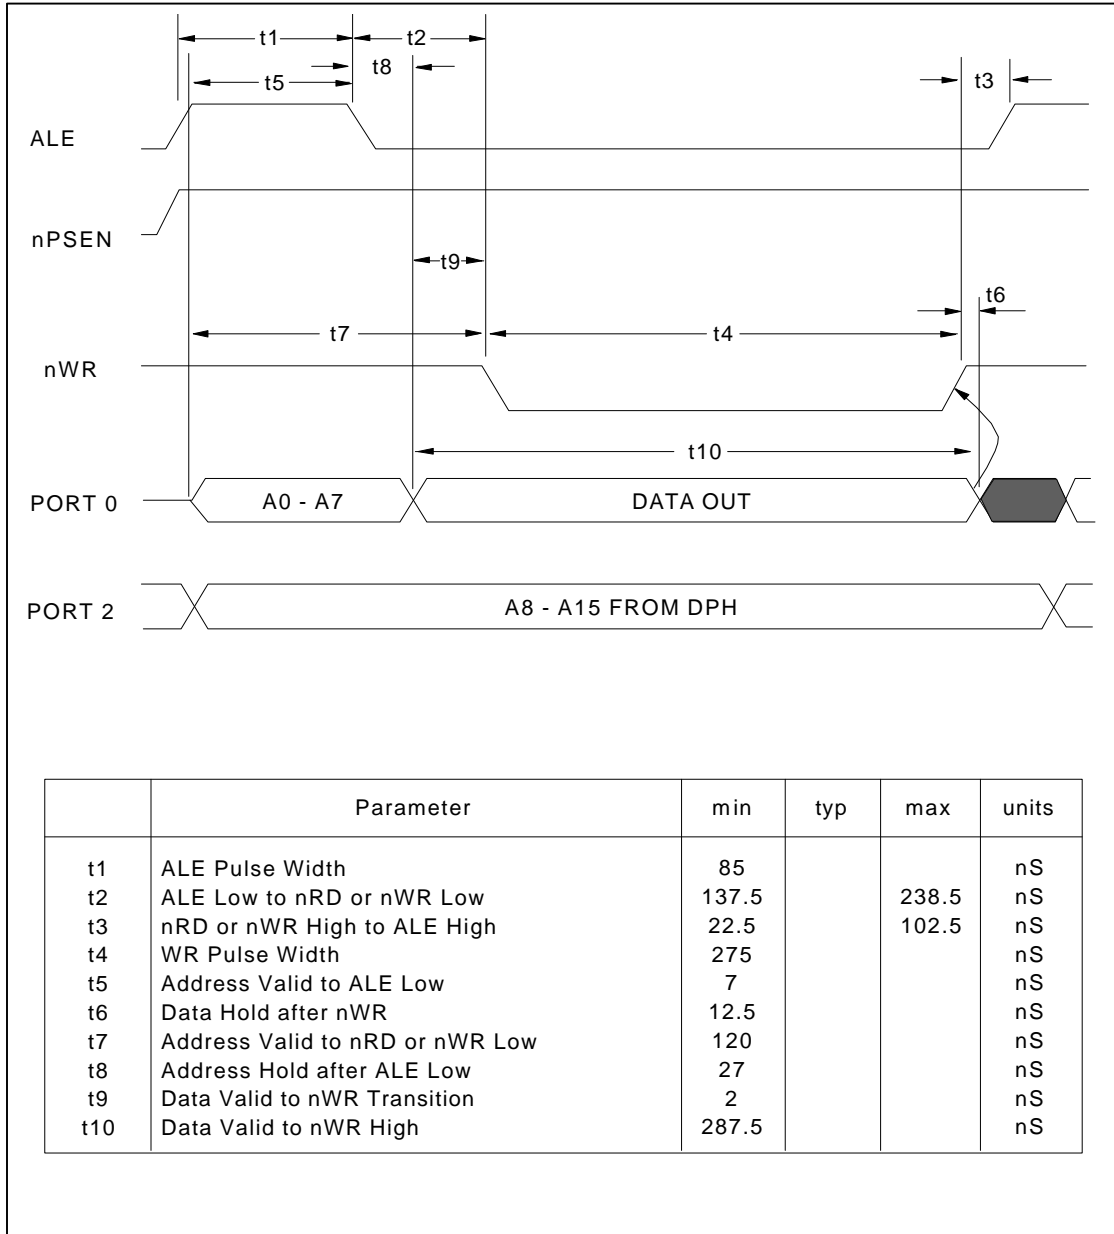 t1 t2
t5 t8 t3
ALE
nPSEN
t9
t6
t7 t4
nWR
t10
PORT 0 A0 - A7 DATA OUT
PORT 2 A8 - A15 FROM DPH
Parameter min typ max units
t1 ALE Pulse Width 85 nS
t2 ALE Low to nRD or nWR Low 137.5 238.5 nS
t3 nRD or nWR High to ALE High 22.5 102.5 nS
t4 WR Pulse Width 275 nS
t5 Address Valid to ALE Low 7 nS
t6 Data Hold after nWR 12.5 nS
t7 Address Valid to nRD or nWR Low 120 nS
t8 Address Hold after ALE Low 27 nS
t9 Data Valid to nWR Transition 2 nS
t10 Data Valid to nWR High 287.5 nS